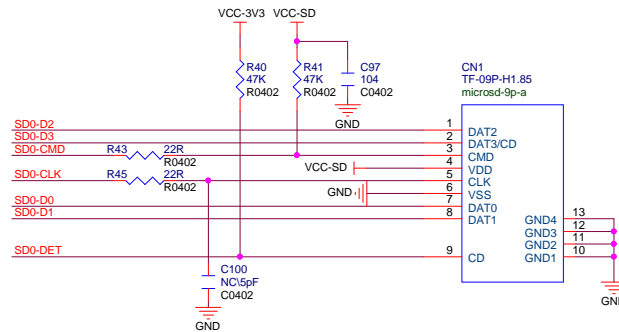 VCC-3V3
VCC-SD
R40
47K
R0402
R41
47K
R0402
C97
104
C0402
GND
CN1
TF-09P-H1.85
microsd-9p-a
SD0-D2
SD0-D3
SD0-CMD
R43
22R
R0402
SD0-CLK
R45
22R
R0402
SD0-D0
SD0-D1
SD0-DET
VCC-SD
GND
1 DAT2
2 DAT3/CD
3 CMD
4 VDD
5 CLK
6 VSS
7 DAT0
8 DAT1
9 CD
GND4 13
GND3 12
GND2 11
GND1 10
C100
NC\5pF
C0402
GND
GND